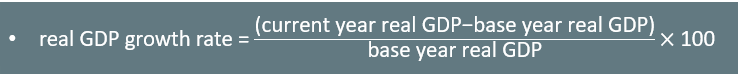 • real GDP growth rate = (current year real GDP−base year real GDP) / base year real GDP × 100